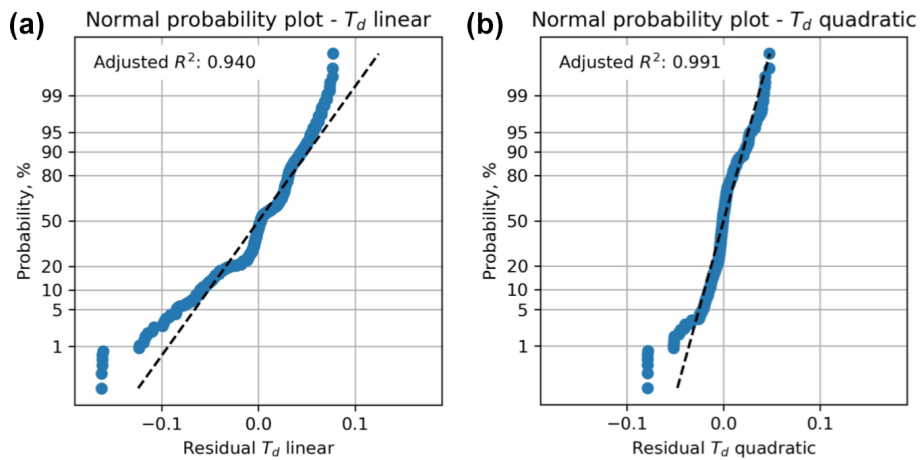 (a)
Normal probability plot - T_d linear
Adjusted R²: 0.940
99
95
90
80
50
20
10
5
1
Probability, %
−0.1 0.0 0.1
Residual T_d linear
(b)
Normal probability plot - T_d quadratic
Adjusted R²: 0.991
99
95
90
80
50
20
10
5
1
Probability, %
−0.1 0.0 0.1
Residual T_d quadratic